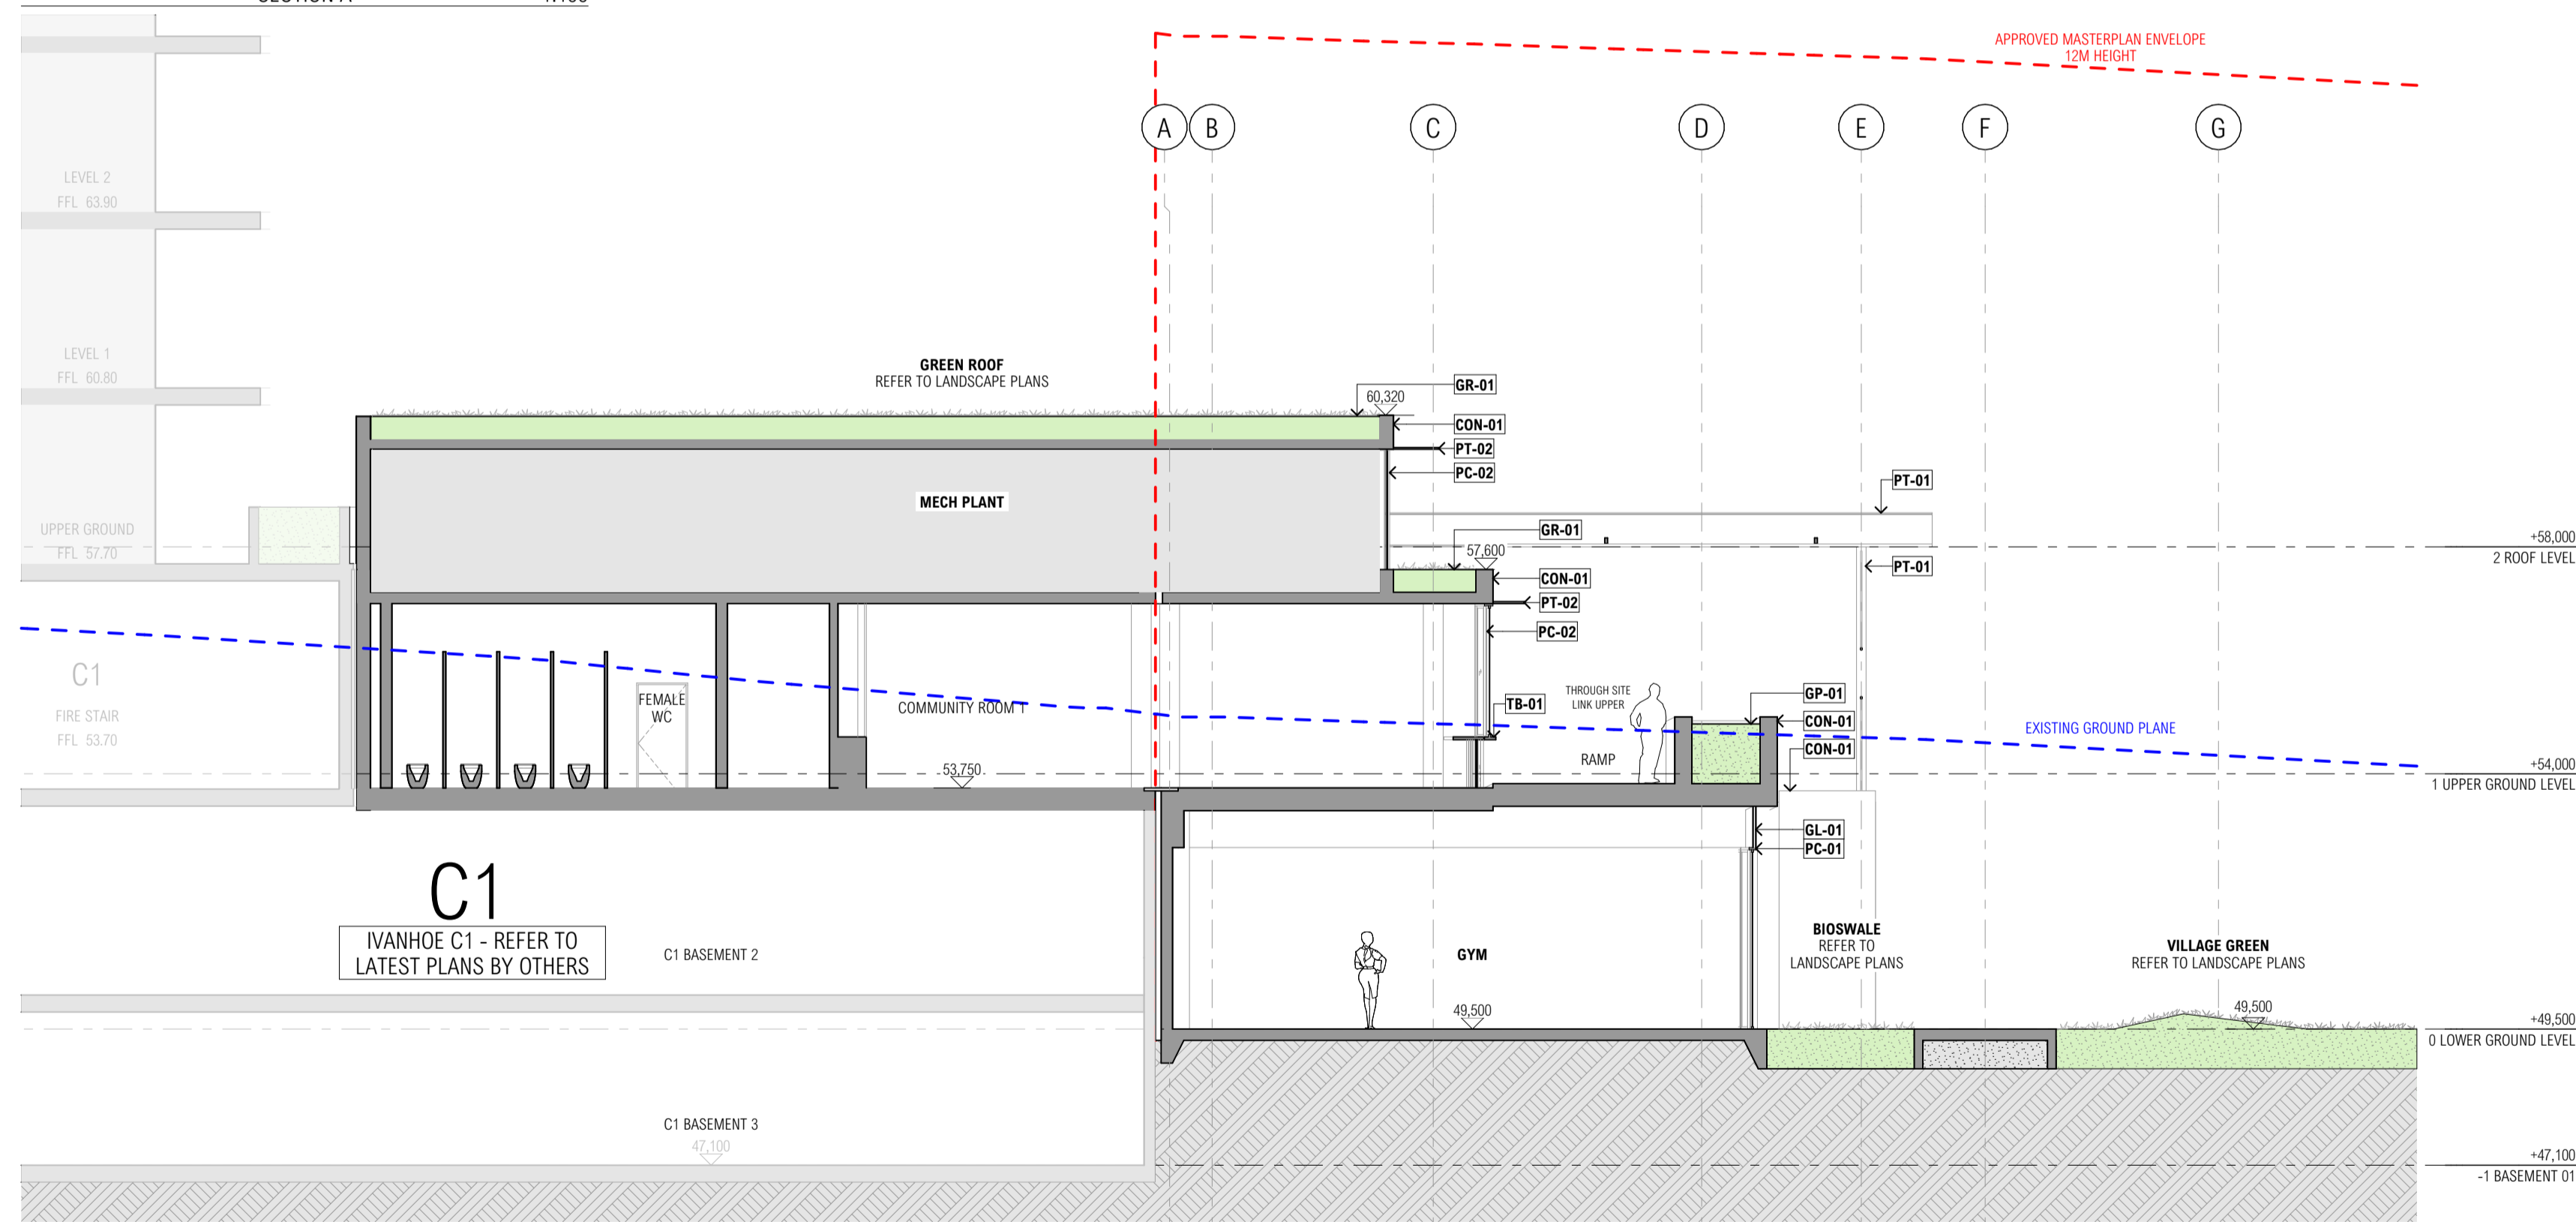 SECTION A
1:100
APPROVED MASTERPLAN ENVELOPE
12M HEIGHT
A
B
C
D
E
F
G
LEVEL 2
FFL 63.90
LEVEL 1
FFL 60.80
GREEN ROOF
REFER TO LANDSCAPE PLANS
GR-01
60,320
CON-01
PT-02
PC-02
MECH PLANT
PT-01
UPPER GROUND
FFL 57.70
GR-01
57,600
+58,000
2 ROOF LEVEL
PT-01
CON-01
PT-02
PC-02
C1
FIRE STAIR
FFL 53.70
FEMALE
WC
COMMUNITY ROOM 1
53,750
TB-01
THROUGH SITE
LINK UPPER
RAMP
GP-01
CON-01
CON-01
EXISTING GROUND PLANE
+54,000
1 UPPER GROUND LEVEL
GL-01
PC-01
C1
IVANHOE C1 - REFER TO
LATEST PLANS BY OTHERS
C1 BASEMENT 2
GYM
49,500
BIOSWALE
REFER TO
LANDSCAPE PLANS
VILLAGE GREEN
REFER TO LANDSCAPE PLANS
49,500
+49,500
0 LOWER GROUND LEVEL
C1 BASEMENT 3
47,100
+47,100
-1 BASEMENT 01